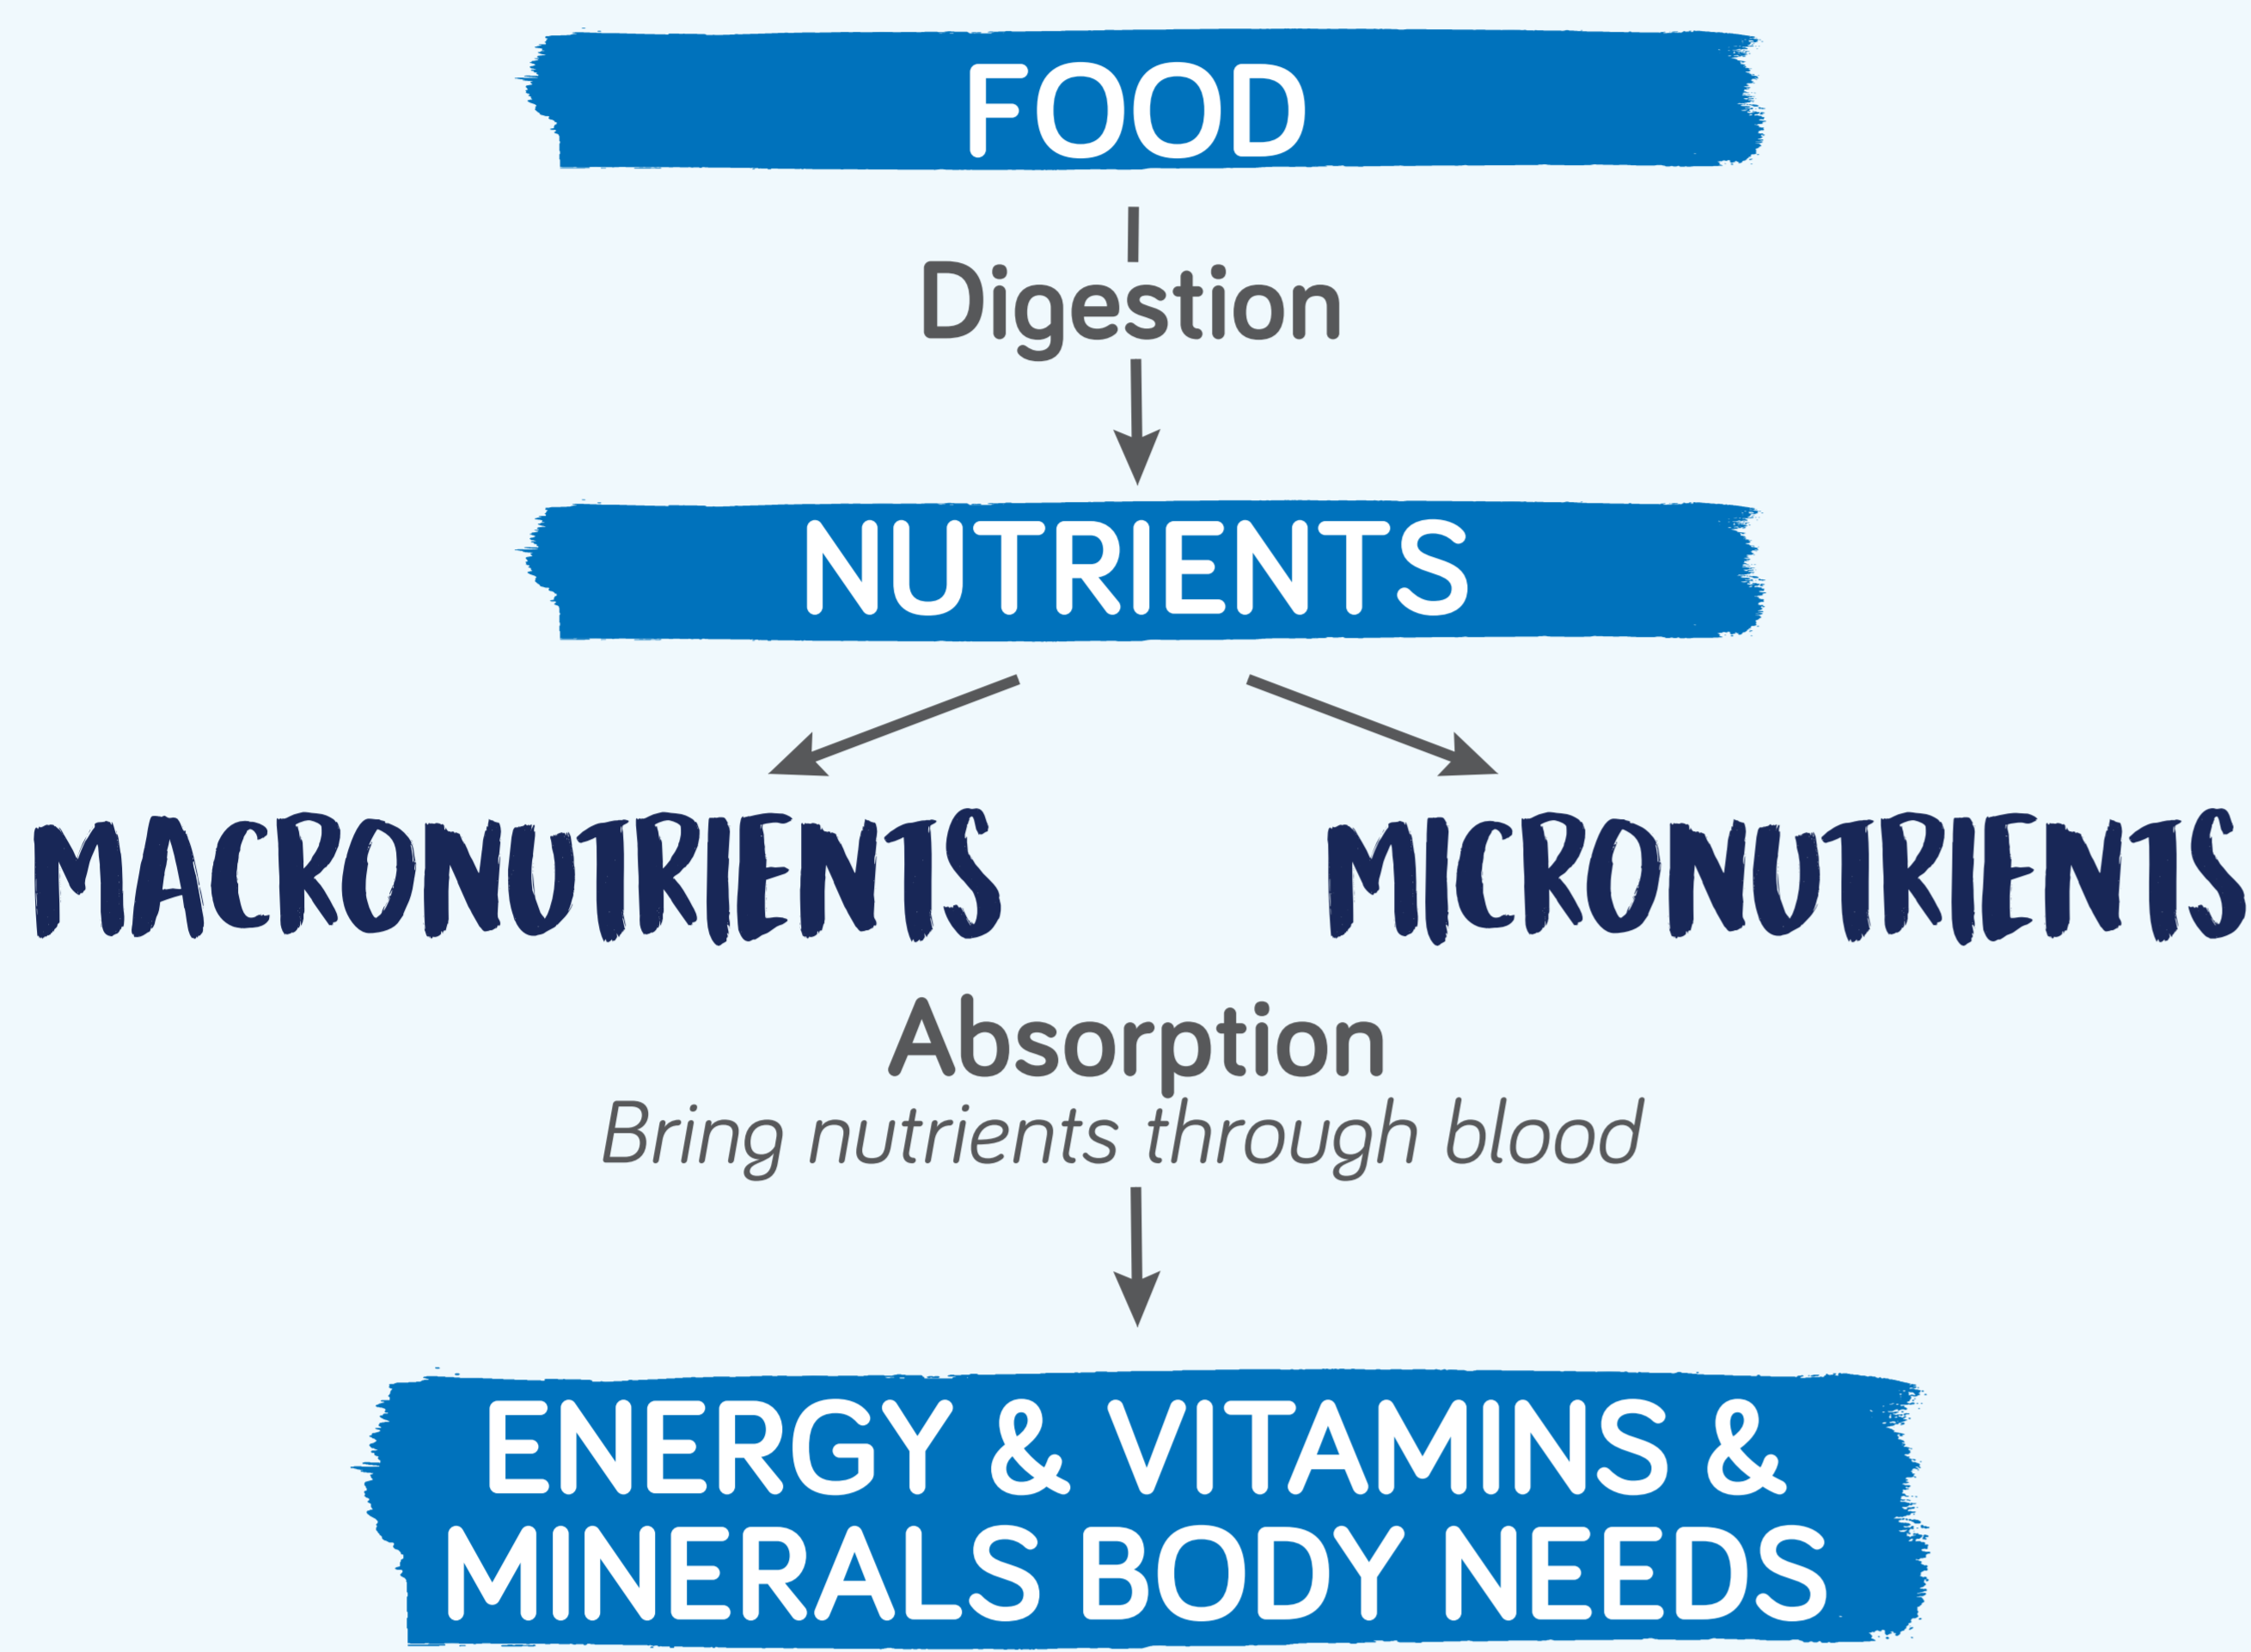 FOOD
Digestion
NUTRIENTS
MACRONUTRIENTS MICRONUTRIENTS
Absorption
Bring nutrients through blood
ENERGY & VITAMINS &
MINERALS BODY NEEDS